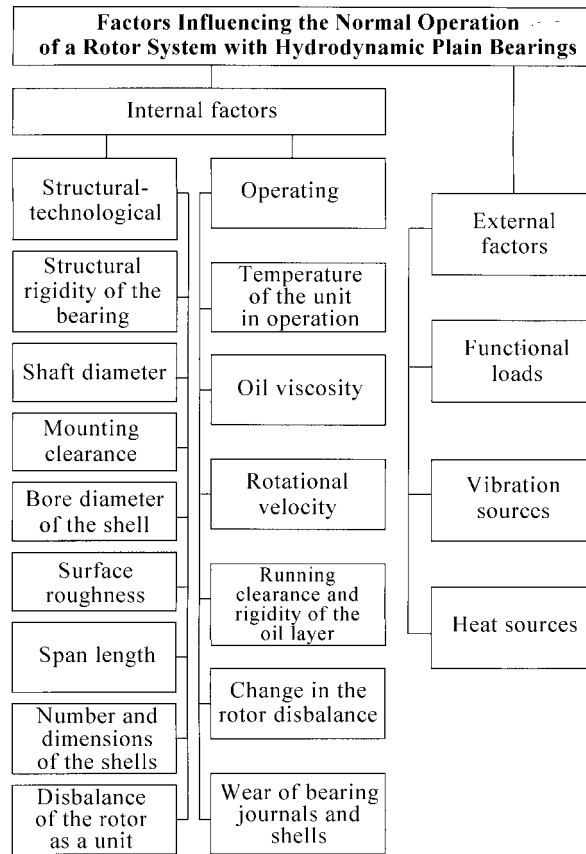 Factors Influencing the Normal Operation
of a Rotor System with Hydrodynamic Plain Bearings
Internal factors
Structural-
technological
Structural
rigidity of the
bearing
Shaft diameter
Mounting
clearance
Bore diameter
of the shell
Surface
roughness
Span length
Number and
dimensions
of the shells
Disbalance
of the rotor
as a unit
Operating
Temperature
of the unit
in operation
Oil viscosity
Rotational
velocity
Running
clearance and
rigidity of the
oil layer
Change in the
rotor disbalance
Wear of bearing
journals and
shells
External
factors
Functional
loads
Vibration
sources
Heat sources